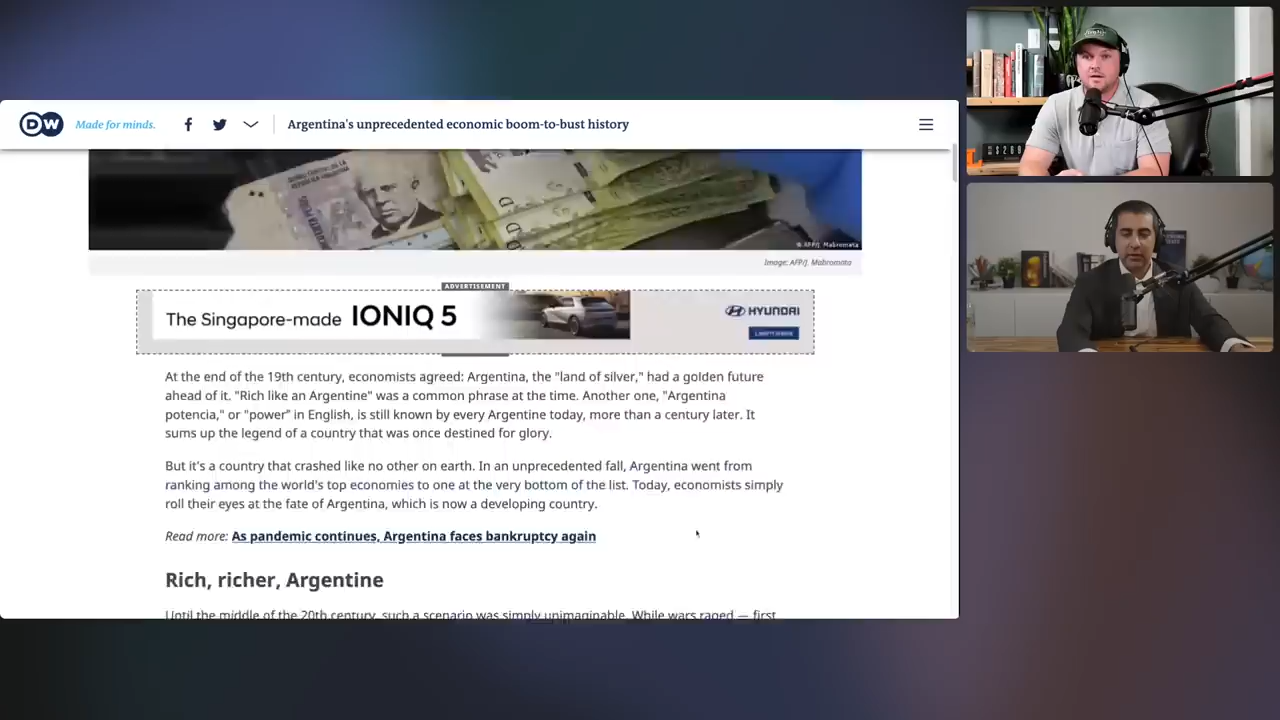 DW Made for minds. Argentina's unprecedented economic boom-to-bust history
© AFP/J. Mabromata
Image: AFP/J. Mabromata
ADVERTISEMENT
The Singapore-made IONIQ 5
HYUNDAI
At the end of the 19th century, economists agreed: Argentina, the "land of silver," had a golden future
ahead of it. "Rich like an Argentine" was a common phrase at the time. Another one, "Argentina
potencia," or "power" in English, is still known by every Argentine today, more than a century later. It
sums up the legend of a country that was once destined for glory.
But it's a country that crashed like no other on earth. In an unprecedented fall, Argentina went from
ranking among the world's top economies to one at the very bottom of the list. Today, economists simply
roll their eyes at the fate of Argentina, which is now a developing country.
Read more: As pandemic continues, Argentina faces bankruptcy again
Rich, richer, Argentine
Until the middle of the 20th century, such a scenario was simply unimaginable. While wars raged — first